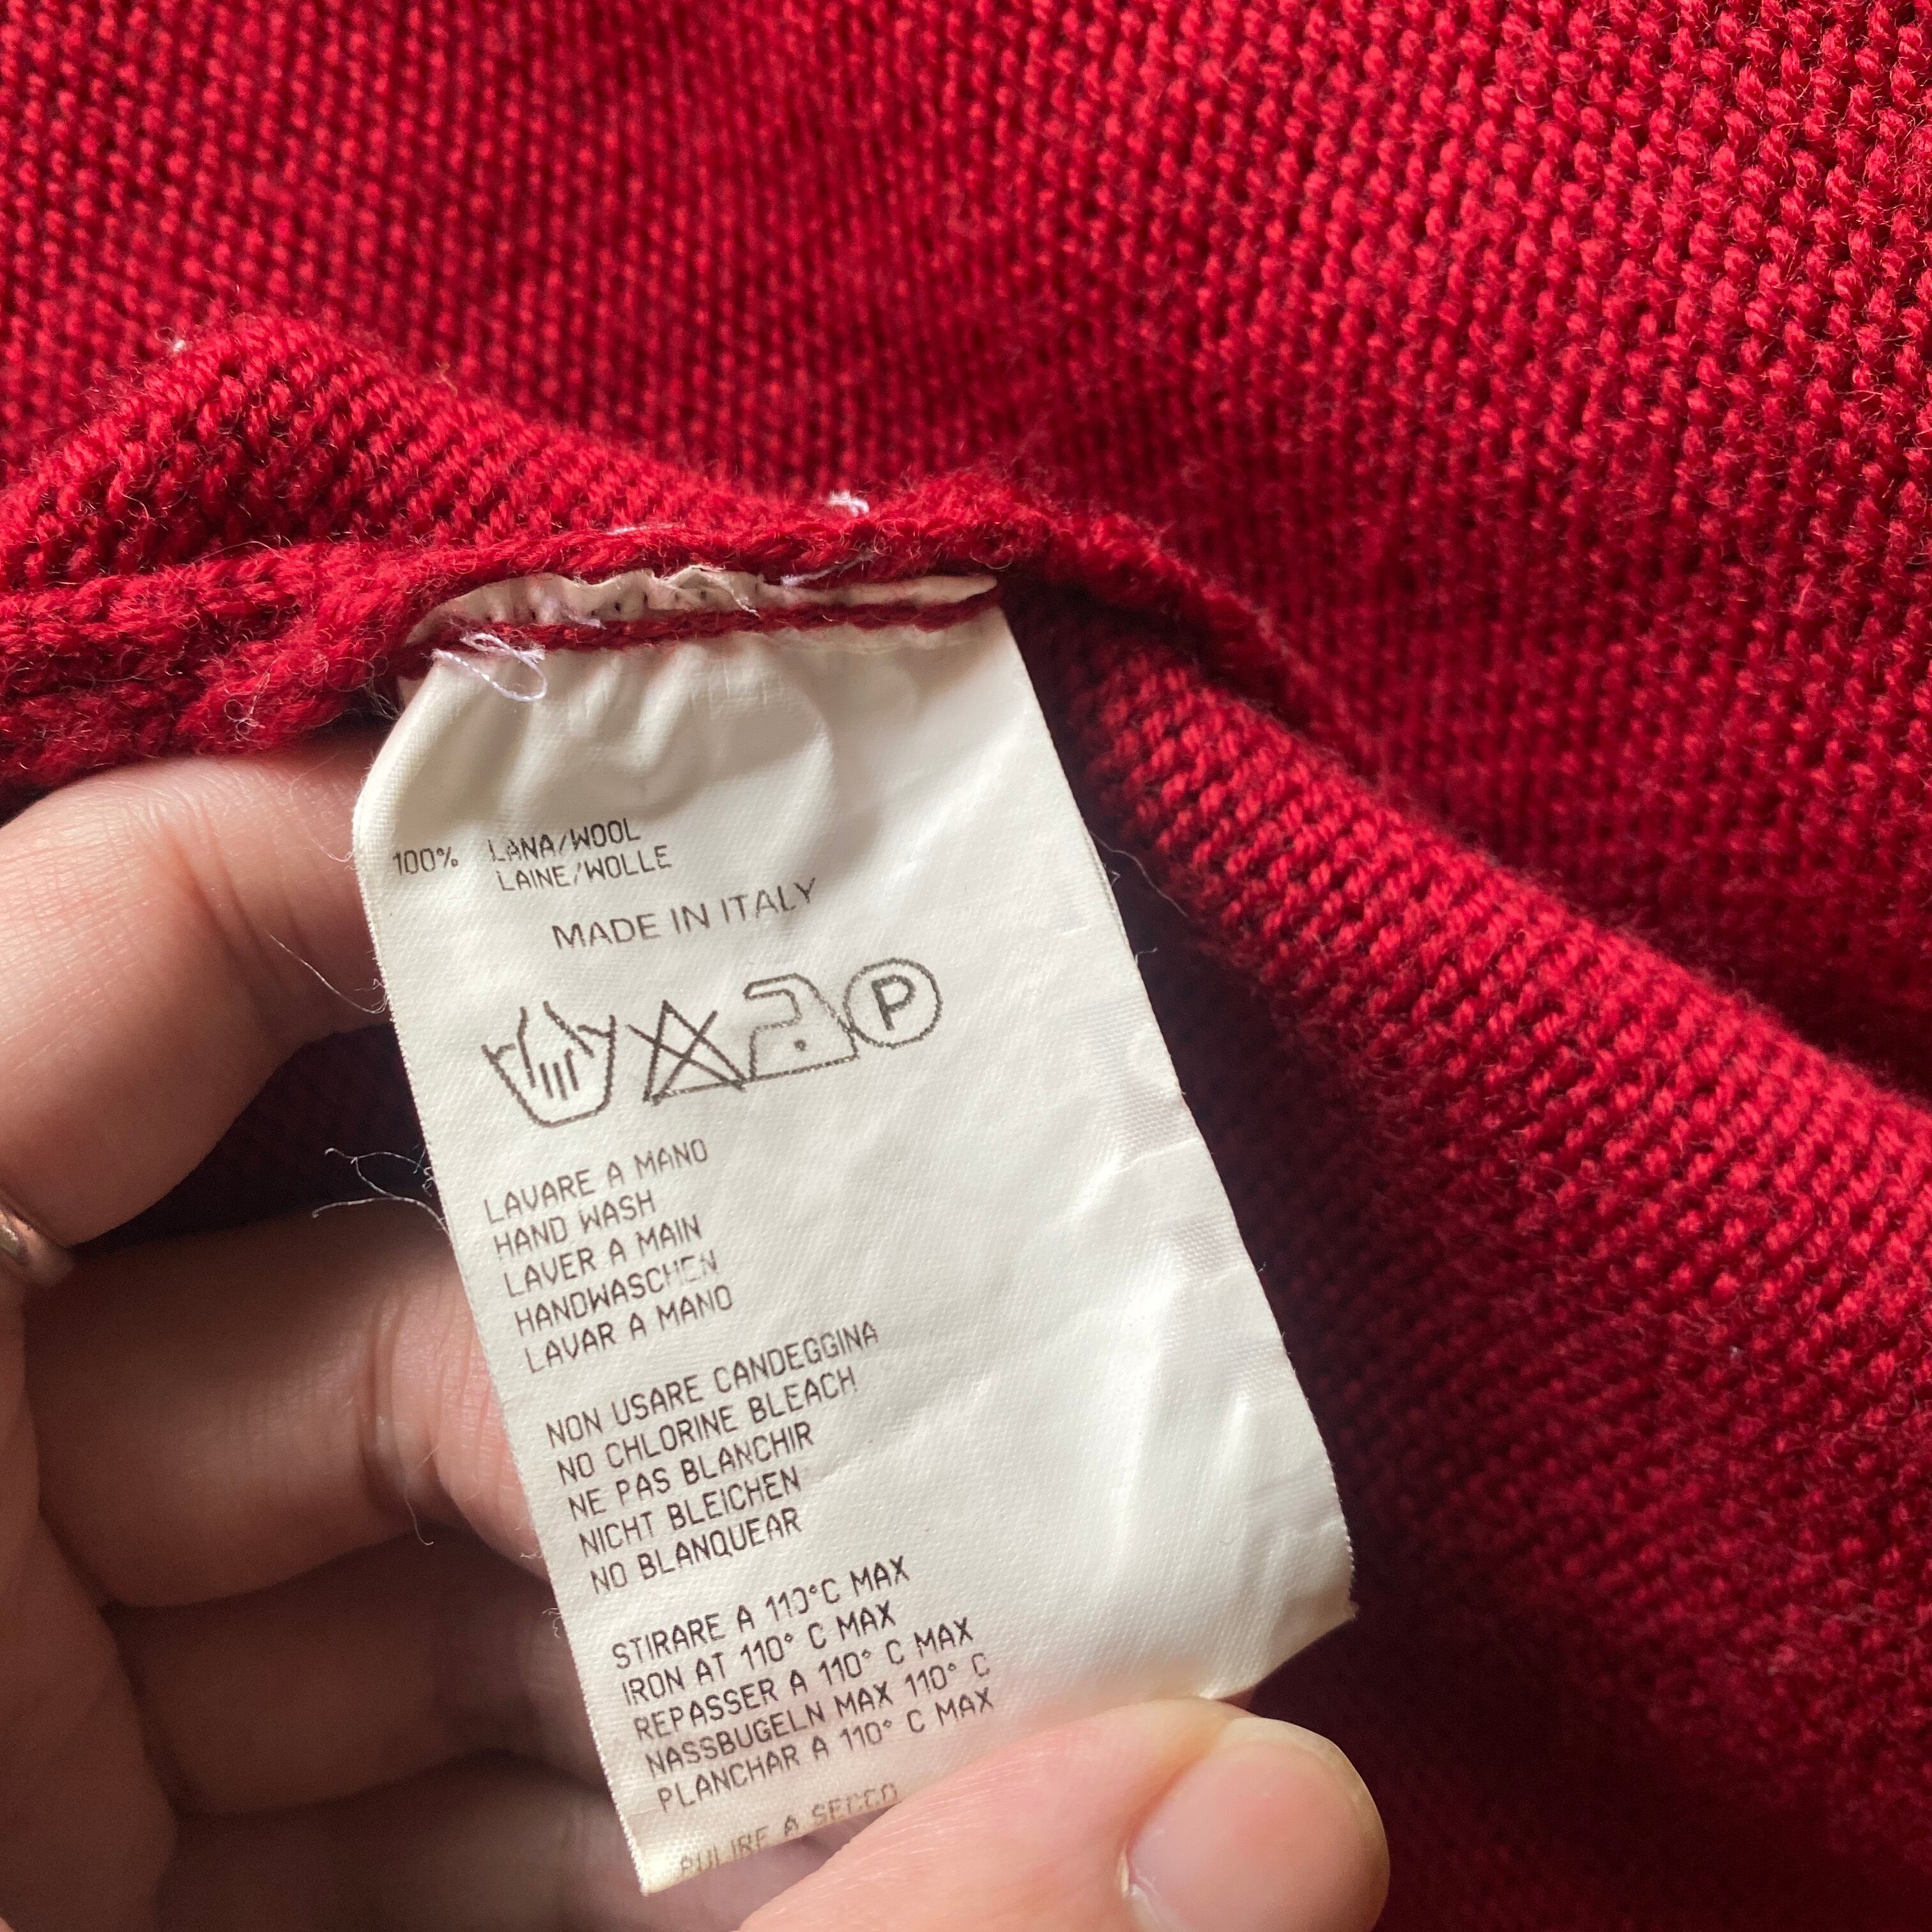 100% LANA/WOOL
LAINE/WOLLE
MADE IN ITALY
P
LAVARE A MANO
HAND WASH
LAVER A MAIN
HANDWASCHEN
LAVAR A MANO
NON USARE CANDEGGINA
NO CHLORINE BLEACH
NE PAS BLANCHIR
NICHT BLEICHEN
NO BLANQUEAR
STIRARE A 110°C MAX
IRON AT 110° C MAX
REPASSER A 110° C MAX
NASSBUGELN MAX 110° C
PLANCHAR A 110° C MAX
PULIRE A SECCO